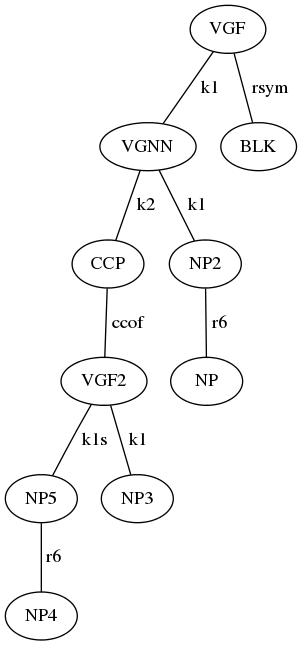 VGF
k1 rsym
VGNN BLK
k2 k1
CCP NP2
ccof r6
VGF2 NP
k1s k1
NP5 NP3
r6
NP4